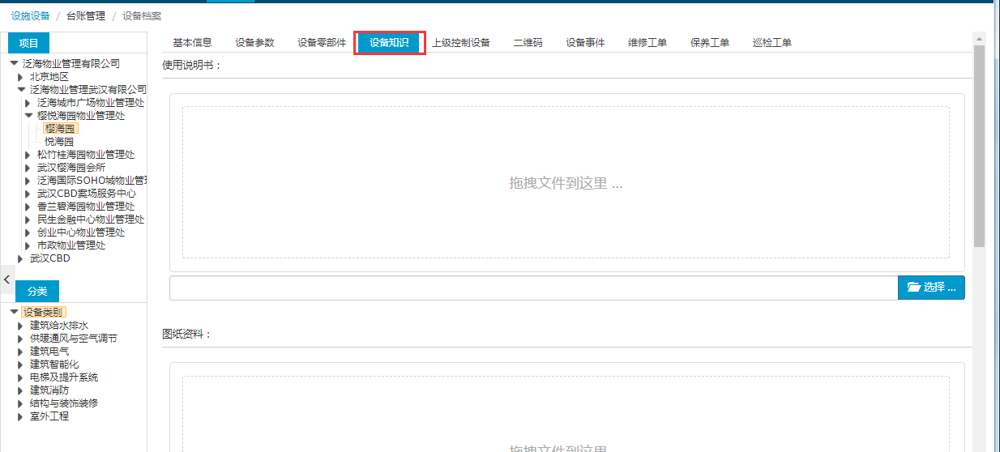 设施设备 / 台账管理 / 设备档案
项目
泛海物业管理有限公司
北京地区
泛海物业管理武汉有限公司
泛海城市广场物业管理处
樱悦海园物业管理处
樱海园
悦海园
松竹桂海园物业管理处
武汉樱海园会所
泛海国际SOHO城物业管
武汉CBD案场服务中心
香兰碧海园物业管理处
民生金融中心物业管理处
创业中心物业管理处
市政物业管理处
武汉CBD
分类
设备类别
建筑给水排水
供暖通风与空气调节
建筑电气
建筑智能化
电梯及提升系统
建筑消防
结构与装饰装修
室外工程
基本信息 设备参数 设备零部件 设备知识 上级控制设备 二维码 设备事件 维修工单 保养工单 巡检工单
使用说明书：
拖拽文件到这里 ...
选择 ...
图纸资料：
拖拽文件到这里